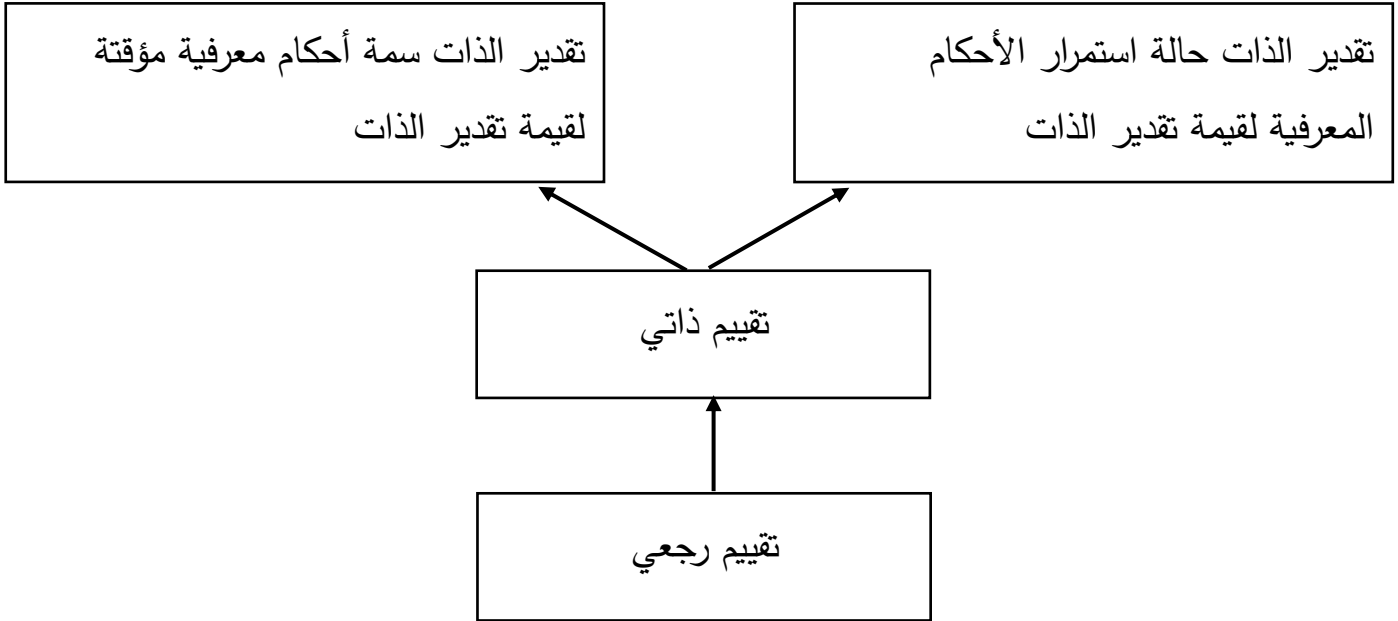 تقدير الذات حالة استمرار الأحكام
المعرفية لقيمة تقدير الذات
تقدير الذات سمة أحكام معرفية مؤقتة
لقيمة تقدير الذات
تقييم ذاتي
تقييم رجعي